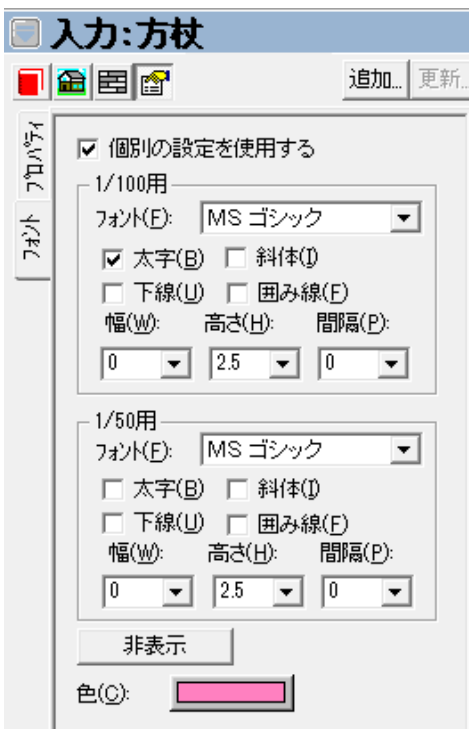 入力:方杖
追加... 更新...
プロパティ
フォント
個別の設定を使用する
1/100用
フォント(F): MS ゴシック
太字(B) 斜体(I)
下線(U) 囲み線(F)
幅(W): 高さ(H): 間隔(P):
0 2.5 0
1/50用
フォント(F): MS ゴシック
太字(B) 斜体(I)
下線(U) 囲み線(F)
幅(W): 高さ(H): 間隔(P):
0 2.5 0
非表示
色(C):